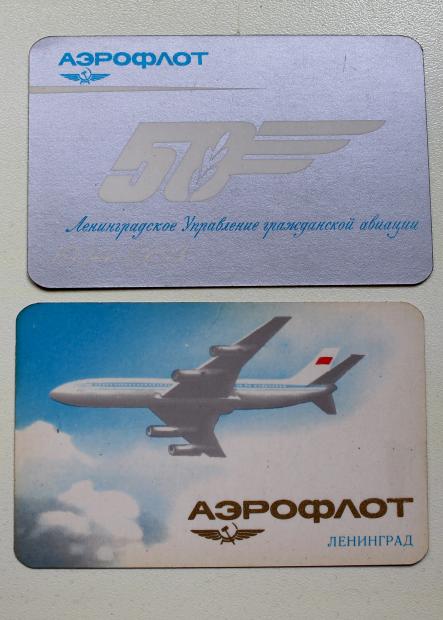 АЭРОФЛОТ
50
Ленинградское Управление гражданской авиации
АЭРОФЛОТ
ЛЕНИНГРАД